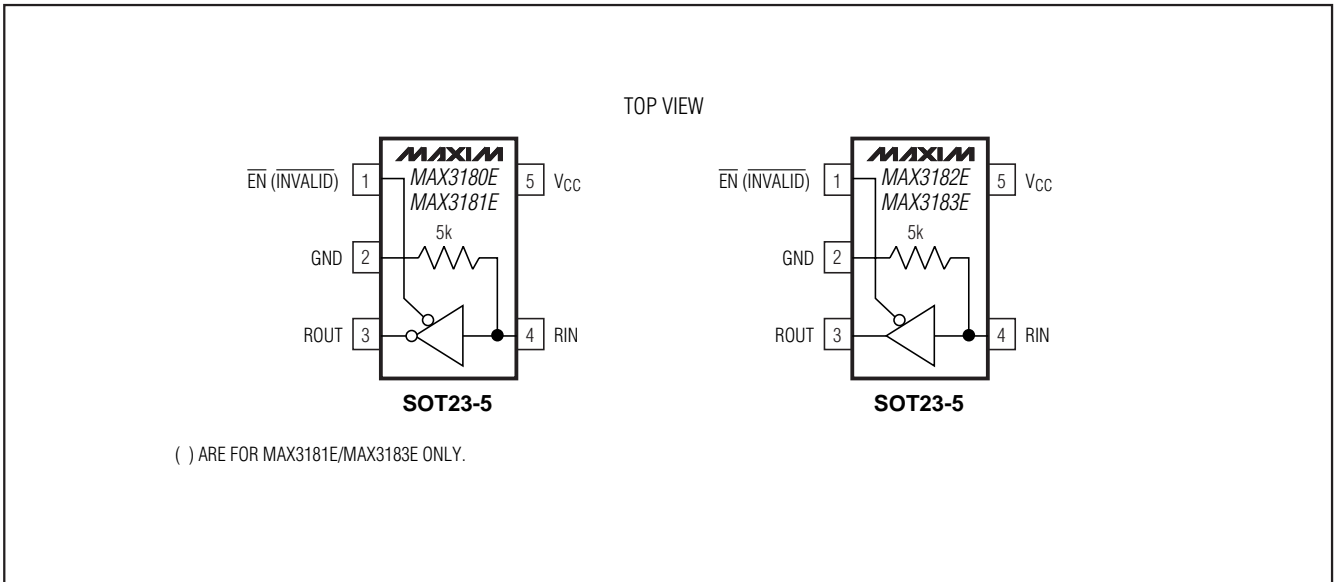 TOP VIEW
MAXIM
MAX3180E
MAX3181E
5k
EN (INVALID) 1
5 VCC
GND 2
ROUT 3
4 RIN
SOT23-5
MAXIM
MAX3182E
MAX3183E
5k
EN (INVALID) 1
5 VCC
GND 2
ROUT 3
4 RIN
SOT23-5
( ) ARE FOR MAX3181E/MAX3183E ONLY.